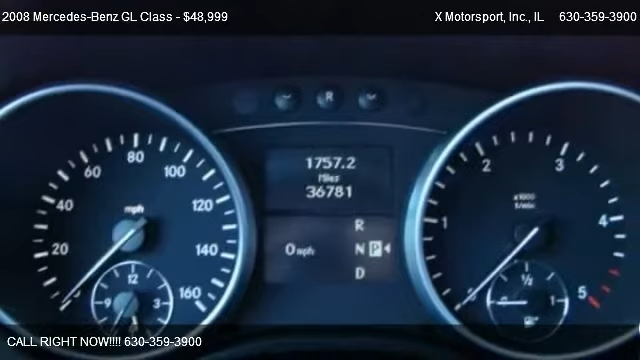 2008 Mercedes-Benz GL Class - $48,999
X Motorsport, Inc., IL 630-359-3900
R
1757.2
Miles
36781
R
0 mph N P
D
20 40 60 80 100 120 140 160
mph
12
9 3
1 2 3 4 5
x1000
1/min
1/2
1
CALL RIGHT NOW!!!! 630-359-3900